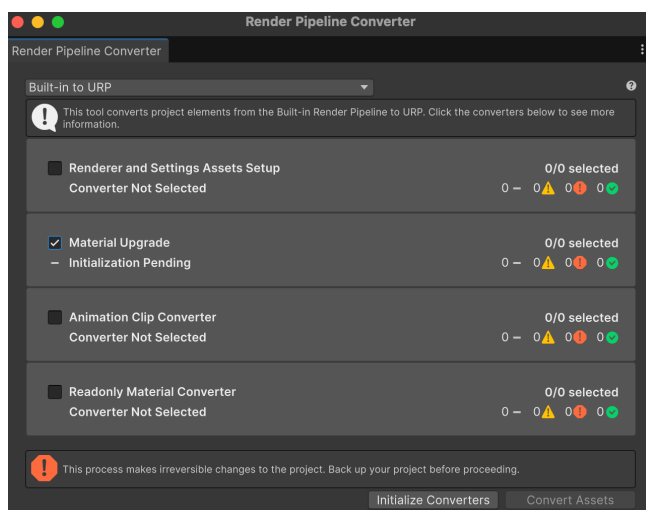 Render Pipeline Converter
Render Pipeline Converter
Built-in to URP
This tool converts project elements from the Built-in Render Pipeline to URP. Click the converters below to see more
information.
Renderer and Settings Assets Setup 0/0 selected
Converter Not Selected 0 – 0 0 0
Material Upgrade 0/0 selected
– Initialization Pending 0 – 0 0 0
Animation Clip Converter 0/0 selected
Converter Not Selected 0 – 0 0 0
Readonly Material Converter 0/0 selected
Converter Not Selected 0 – 0 0 0
This process makes irreversible changes to the project. Back up your project before proceeding.
Initialize Converters Convert Assets